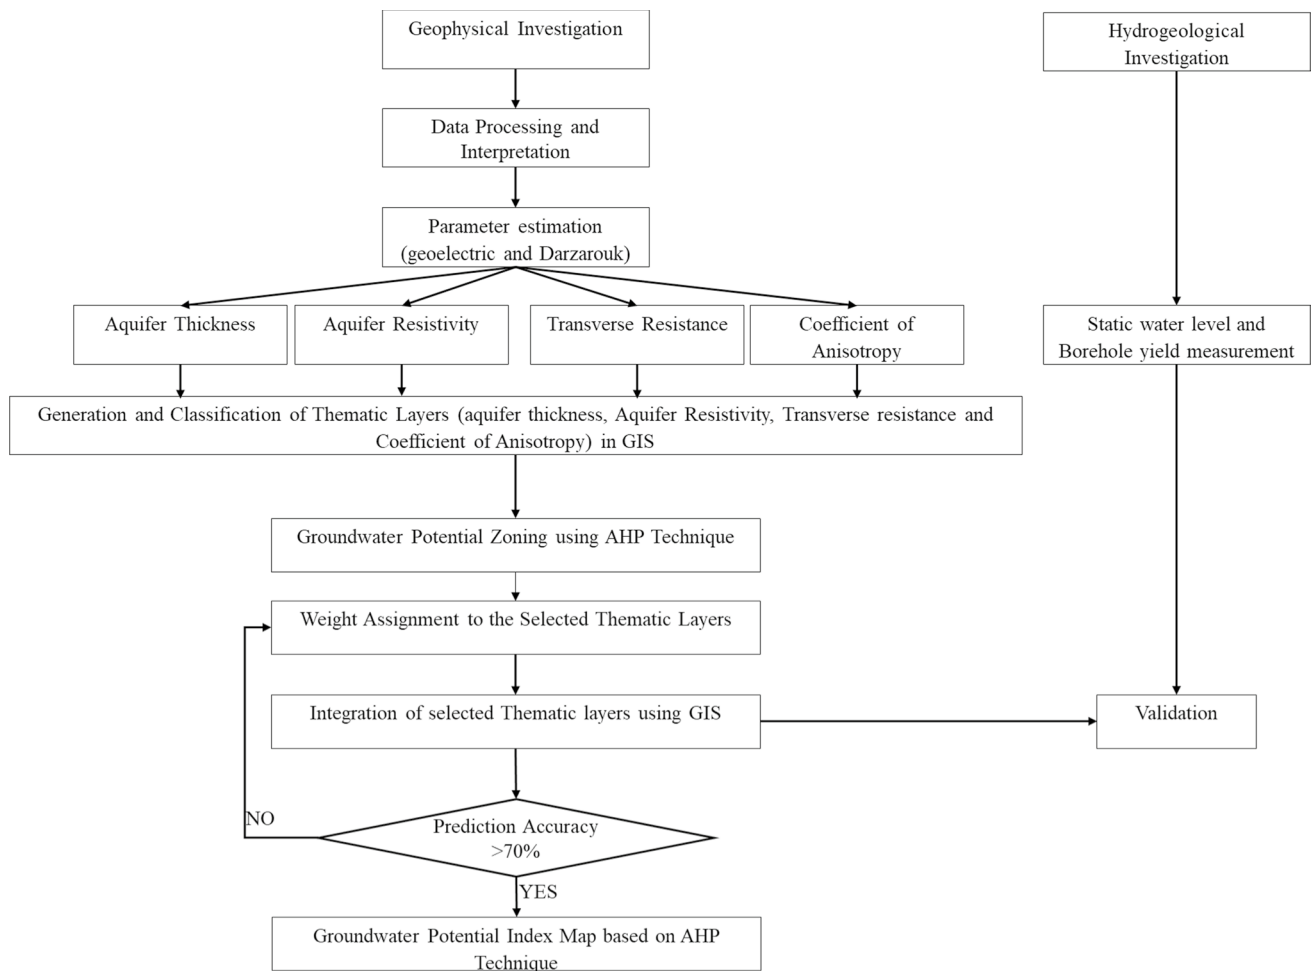 Geophysical Investigation
Hydrogeological
Investigation
Data Processing and
Interpretation
Parameter estimation
(geoelectric and Darzarouk)
Aquifer Thickness
Aquifer Resistivity
Transverse Resistance
Coefficient of
Anisotropy
Static water level and
Borehole yield measurement
Generation and Classification of Thematic Layers (aquifer thickness, Aquifer Resistivity, Transverse resistance and
Coefficient of Anisotropy) in GIS
Groundwater Potential Zoning using AHP Technique
Weight Assignment to the Selected Thematic Layers
Integration of selected Thematic layers using GIS
Validation
NO
Prediction Accuracy
>70%
YES
Groundwater Potential Index Map based on AHP
Technique